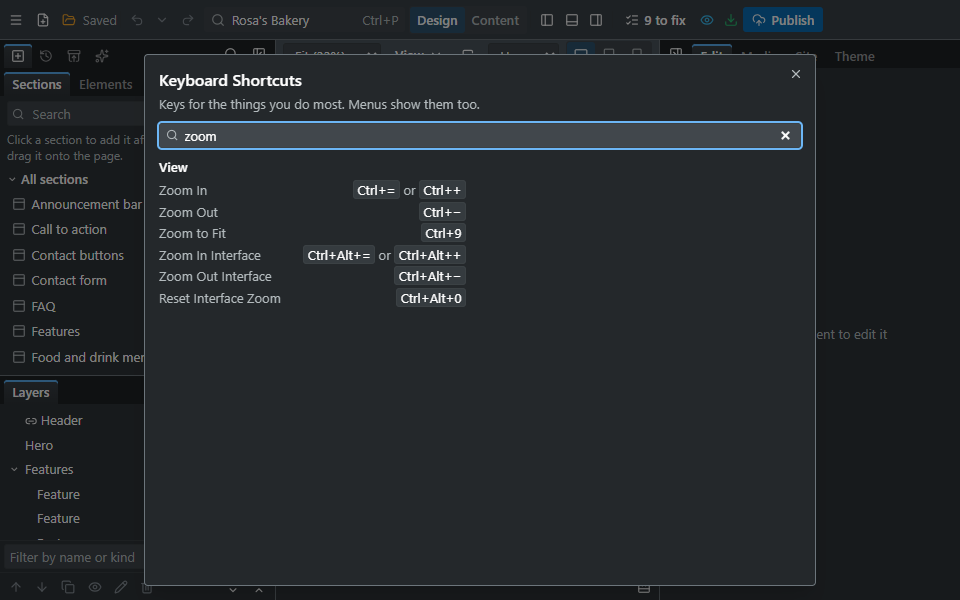 Saved
Rosa's Bakery
Ctrl+P
Design
Content
9 to fix
Publish
Theme
Sections
Elements
Search
Click a section to add it af
drag it onto the page.
All sections
Announcement bar
Call to action
Contact buttons
Contact form
FAQ
Features
Food and drink mer
Layers
Header
Hero
Features
Feature
Feature
Filter by name or kind
Keyboard Shortcuts
Keys for the things you do most. Menus show them too.
zoom
View
Zoom In Ctrl+= or Ctrl++
Zoom Out Ctrl+−
Zoom to Fit Ctrl+9
Zoom In Interface Ctrl+Alt+= or Ctrl+Alt++
Zoom Out Interface Ctrl+Alt+−
Reset Interface Zoom Ctrl+Alt+0
ent to edit it